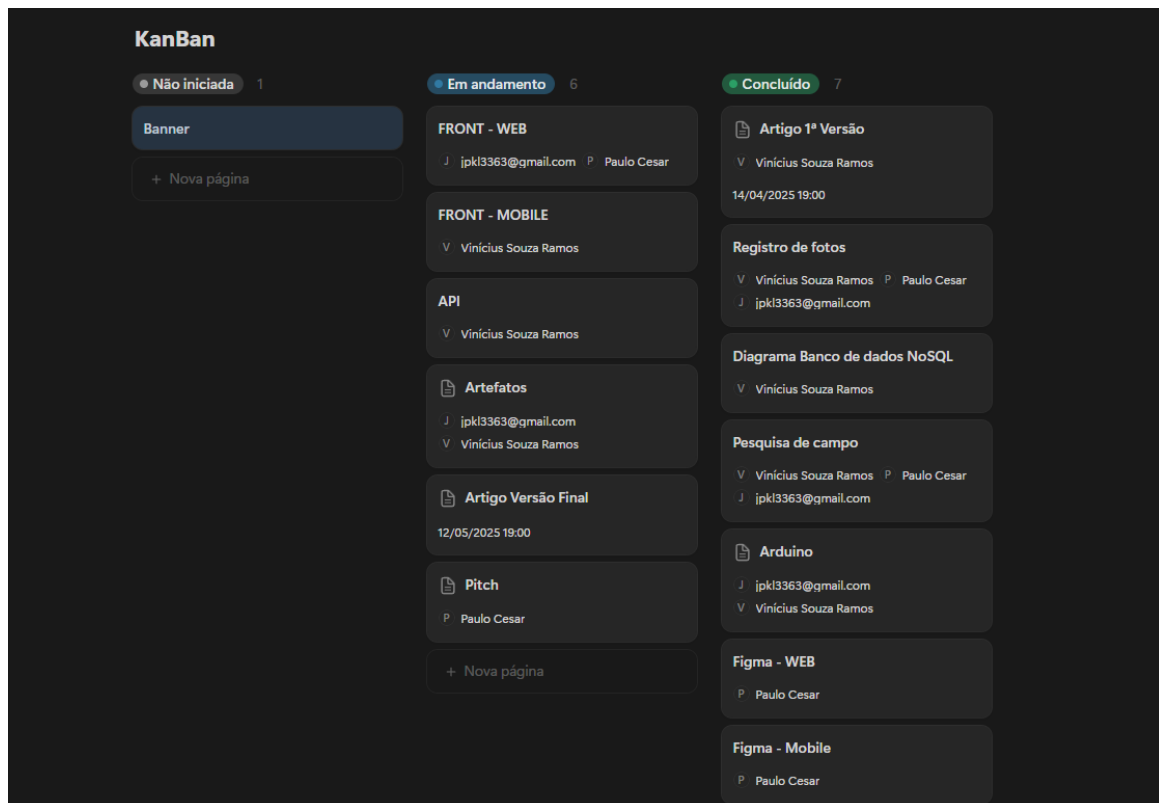 KanBan
Não iniciada 1
Banner
+ Nova página
Em andamento 6
FRONT - WEB
J jpkl3363@gmail.com P Paulo Cesar
FRONT - MOBILE
V Vinícius Souza Ramos
API
V Vinícius Souza Ramos
Artefatos
J jpkl3363@gmail.com
V Vinícius Souza Ramos
Artigo Versão Final
12/05/2025 19:00
Pitch
P Paulo Cesar
+ Nova página
Concluído 7
Artigo 1ª Versão
V Vinícius Souza Ramos
14/04/2025 19:00
Registro de fotos
V Vinícius Souza Ramos P Paulo Cesar
J jpkl3363@gmail.com
Diagrama Banco de dados NoSQL
V Vinícius Souza Ramos
Pesquisa de campo
V Vinícius Souza Ramos P Paulo Cesar
J jpkl3363@gmail.com
Arduino
J jpkl3363@gmail.com
V Vinícius Souza Ramos
Figma - WEB
P Paulo Cesar
Figma - Mobile
P Paulo Cesar